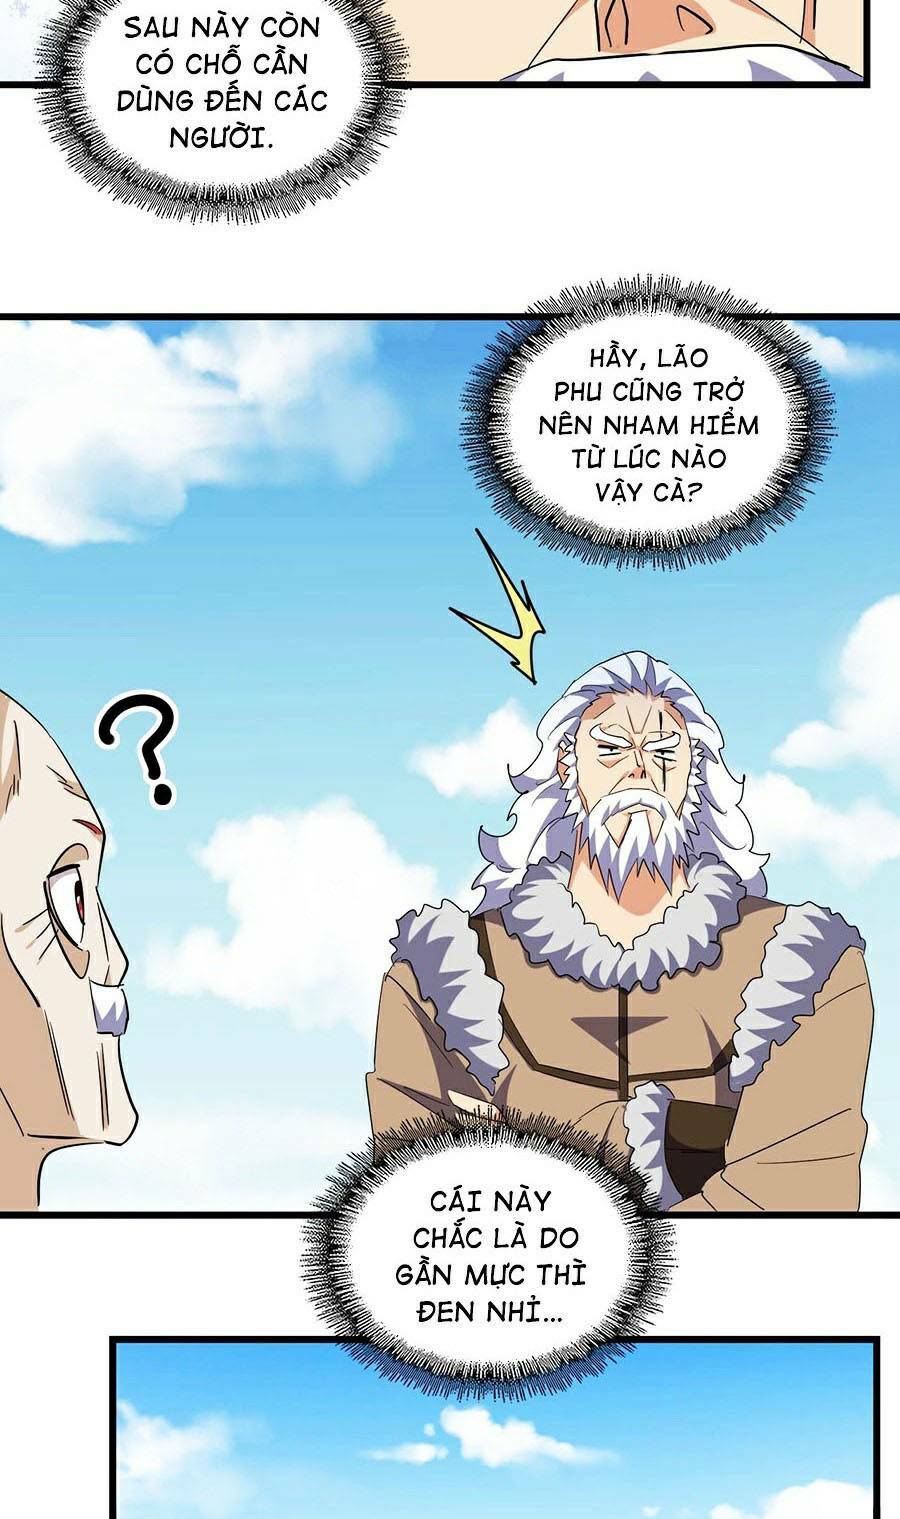 SAU NÀY CÒN
CÓ CHỖ CẦN
DÙNG ĐẾN CÁC
NGƯỜI.
HẦY, LÃO
PHU CŨNG TRỞ
NÊN NHAM HIỂM
TỪ LÚC NÀO
VẬY CÀ?
?
CÁI NÀY
CHẮC LÀ DO
GẦN MỰC THÌ
ĐEN NHỈ...